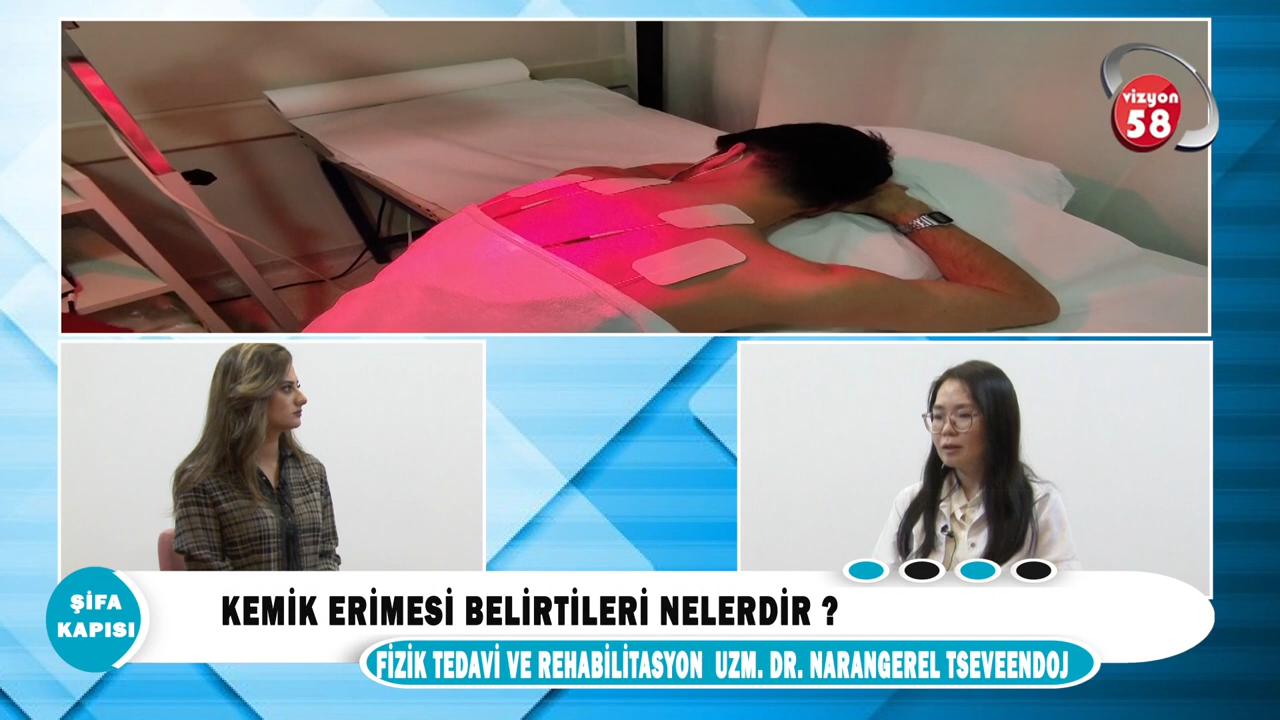 vizyon
58
ŞİFA
KAPISI
KEMİK ERİMESİ BELİRTİLERİ NELERDİR ?
FİZİK TEDAVİ VE REHABİLİTASYON UZM. DR. NARANGEREL TSEVEENDOJ